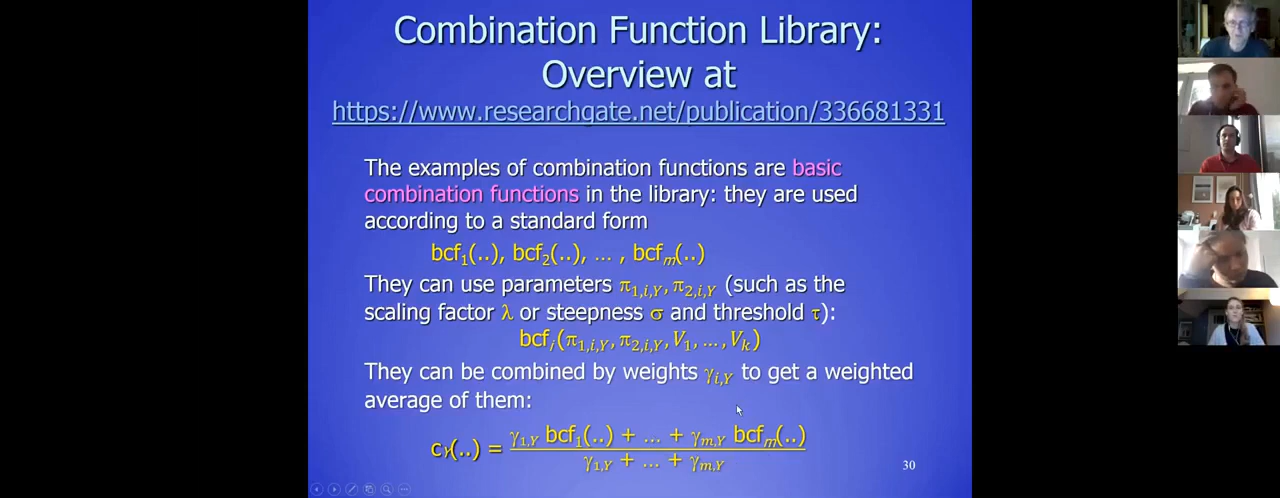 Combination Function Library:
Overview at
https://www.researchgate.net/publication/336681331
The examples of combination functions are basic
combination functions in the library: they are used
according to a standard form
bcf₁(..), bcf₂(..), … , bcfₘ(..)
They can use parameters π₁,ᵢ,Y, π₂,ᵢ,Y (such as the
scaling factor λ or steepness σ and threshold τ):
bcfᵢ(π₁,ᵢ,Y, π₂,ᵢ,Y, V₁, …, Vₖ)
They can be combined by weights γᵢ,Y to get a weighted
average of them:
γ₁,Y bcf₁(..) + … + γₘ,Y bcfₘ(..)
cY(..) =
γ₁,Y + … + γₘ,Y
30